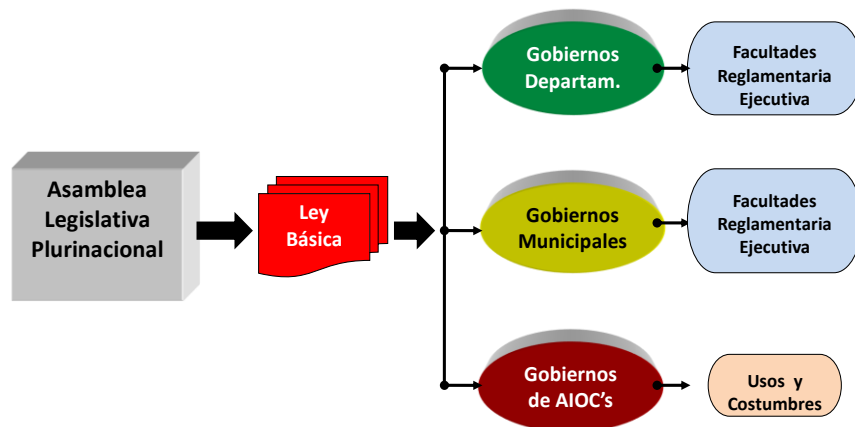 Asamblea
Legislativa
Plurinacional
Ley
Básica
Gobiernos
Departam.
Facultades
Reglamentaria
Ejecutiva
Gobiernos
Municipales
Facultades
Reglamentaria
Ejecutiva
Gobiernos
de AIOC's
Usos y
Costumbres